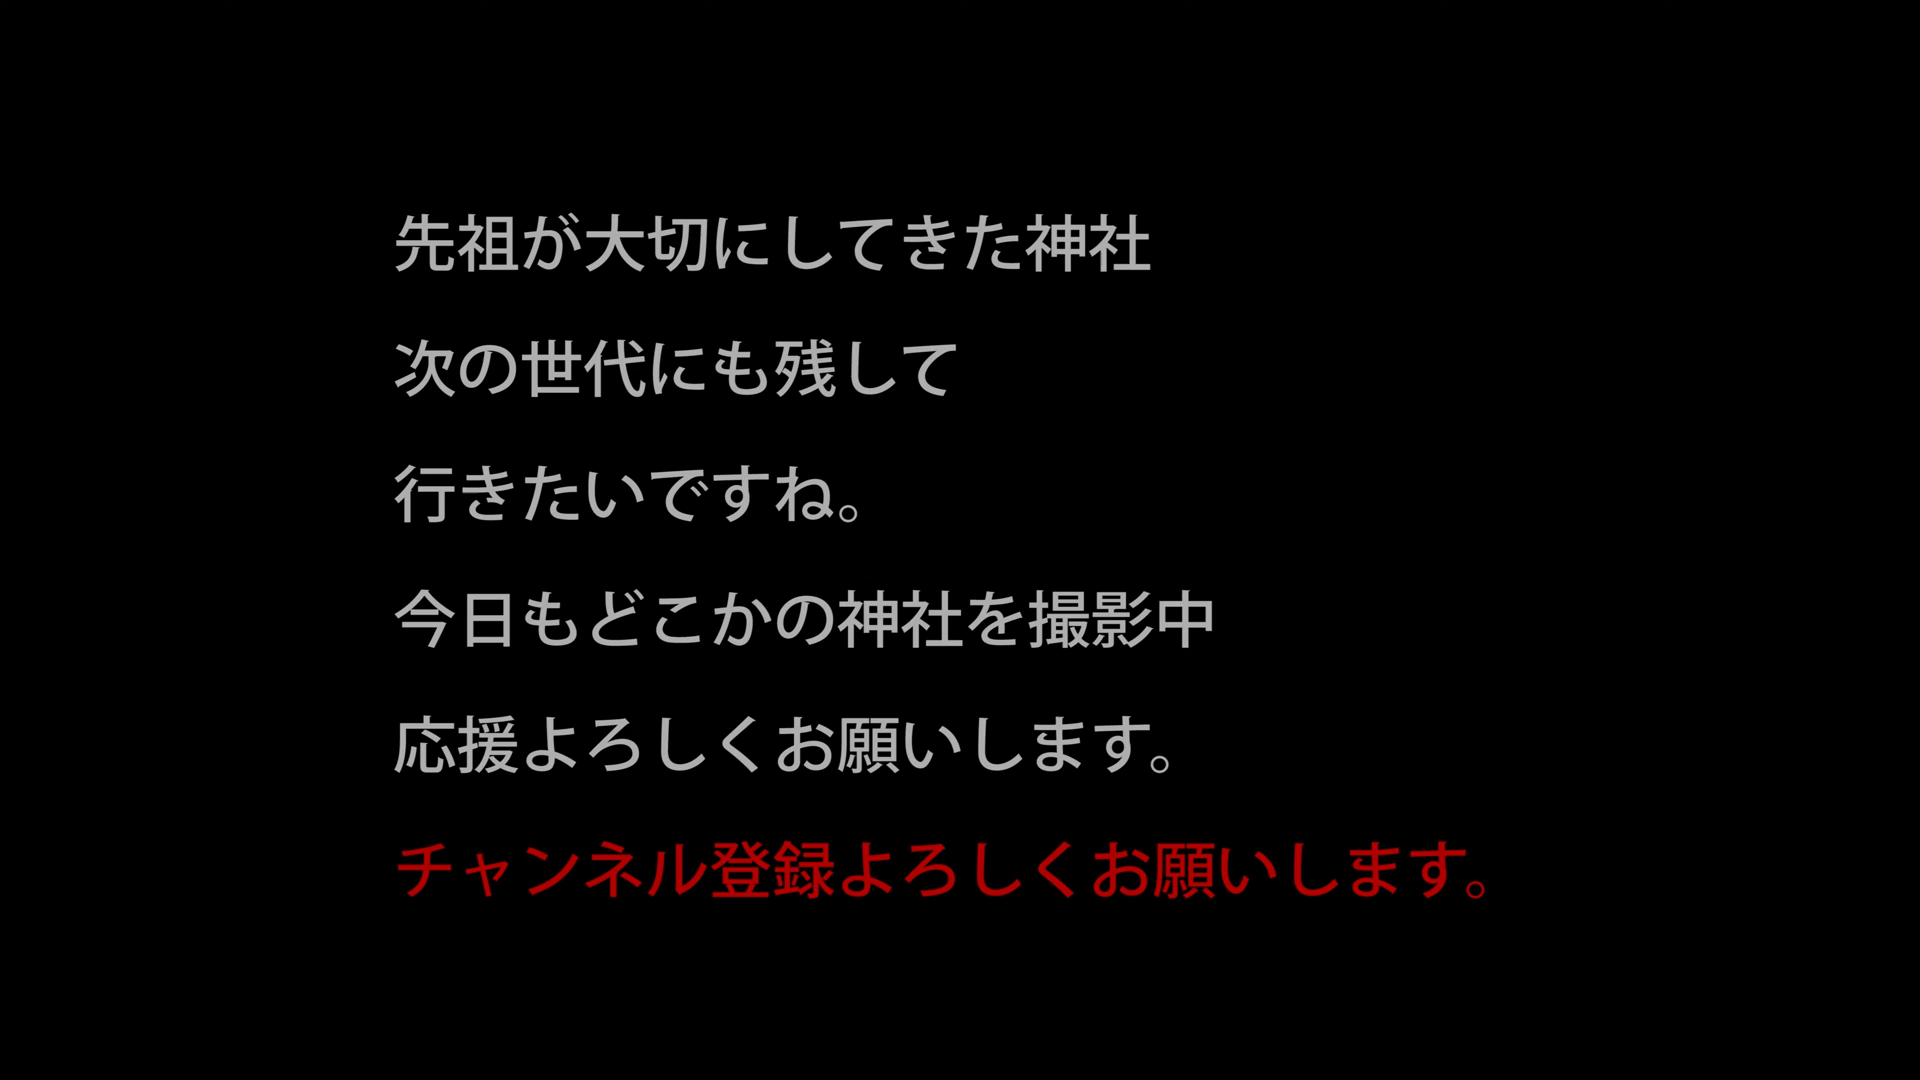 先祖が大切にしてきた神社
次の世代にも残して
行きたいですね。
今日もどこかの神社を撮影中
応援よろしくお願いします。
チャンネル登録よろしくお願いします。